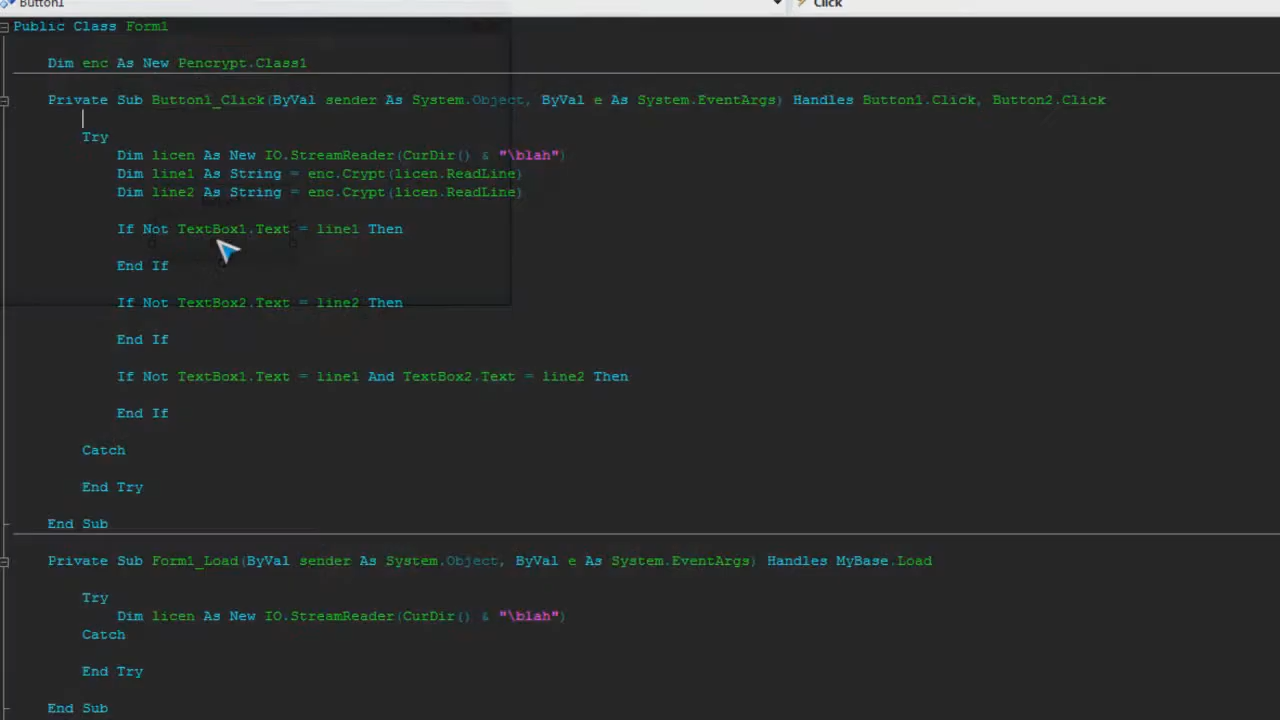 Button1
Click
Public Class Form1
Dim enc As New Pencrypt.Class1
Private Sub Button1_Click(ByVal sender As System.Object, ByVal e As System.EventArgs) Handles Button1.Click, Button2.Click
Try
Dim licen As New IO.StreamReader(CurDir() & "\blah")
Dim line1 As String = enc.Crypt(licen.ReadLine)
Dim line2 As String = enc.Crypt(licen.ReadLine)
If Not TextBox1.Text = line1 Then
End If
If Not TextBox2.Text = line2 Then
End If
If Not TextBox1.Text = line1 And TextBox2.Text = line2 Then
End If
Catch
End Try
End Sub
Private Sub Form1_Load(ByVal sender As System.Object, ByVal e As System.EventArgs) Handles MyBase.Load
Try
Dim licen As New IO.StreamReader(CurDir() & "\blah")
Catch
End Try
End Sub